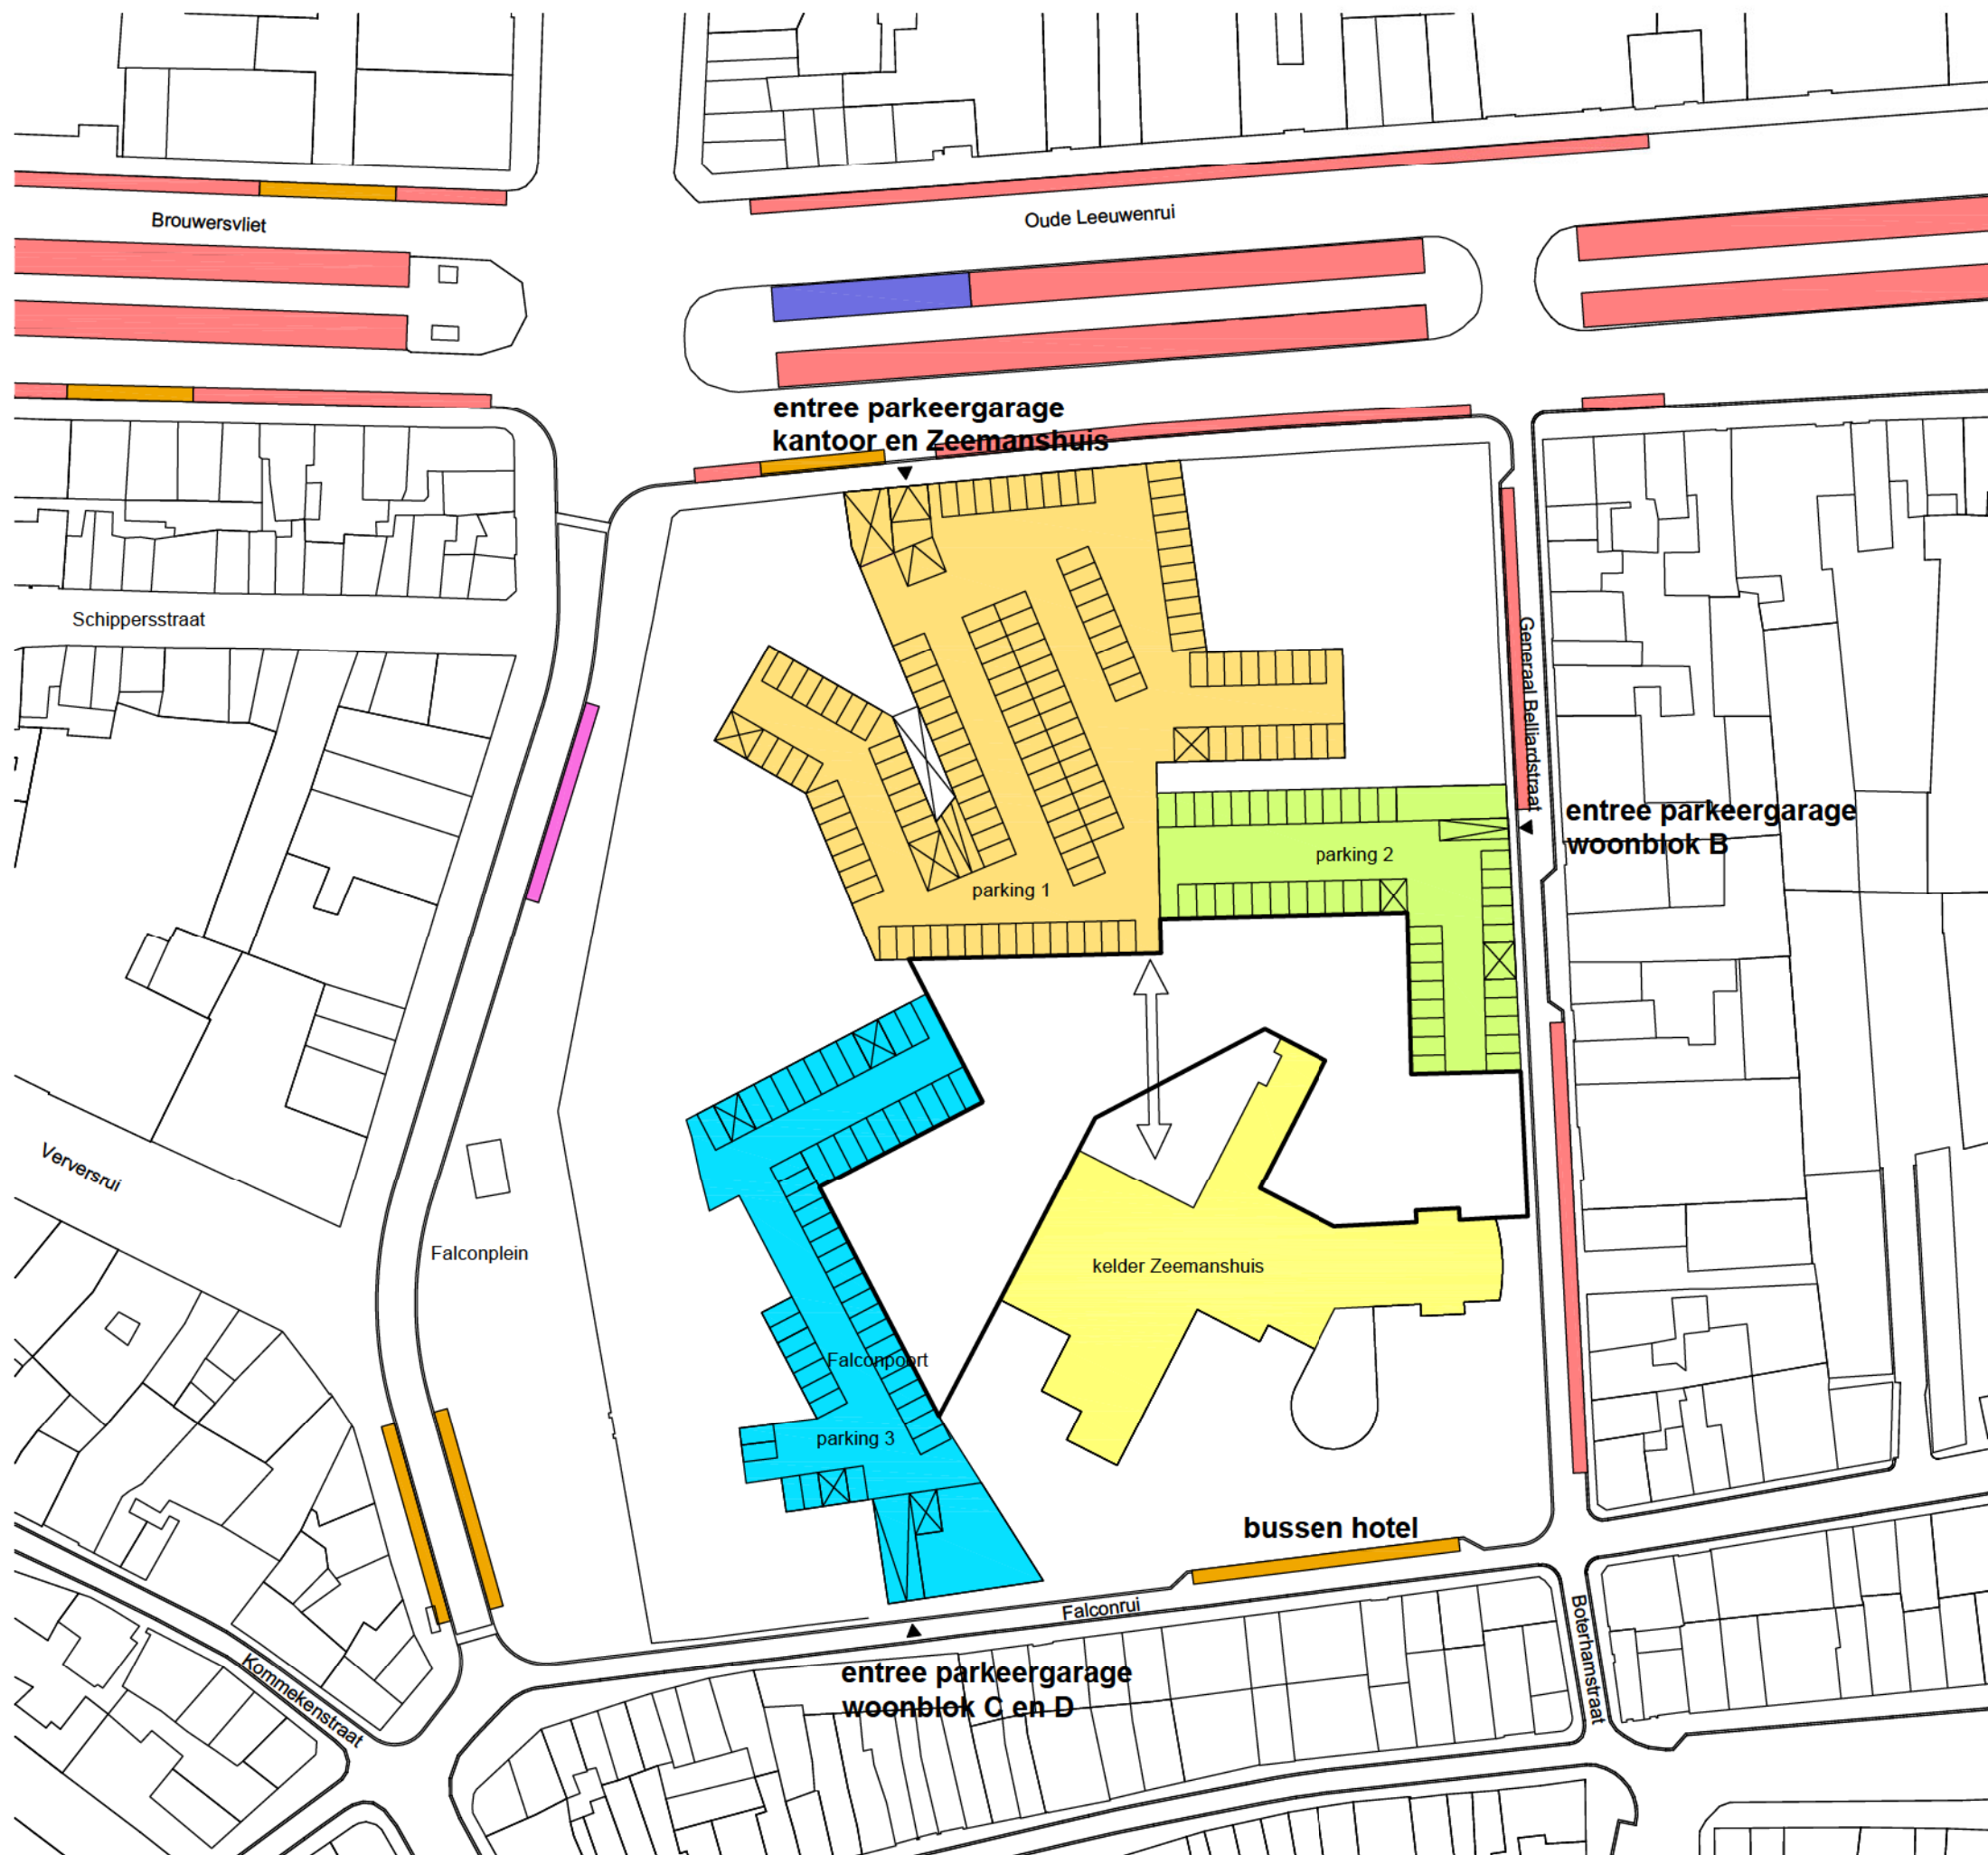 Brouwersvliet
Oude Leeuwenrui
entree parkeergarage
kantoor en Zeemanshuis
Schippersstraat
Generaal Belliardstraat
entree parkeergarage
woonblok B
parking 2
parking 1
Verversrui
Falconplein
kelder Zeemanshuis
Falconpoort
parking 3
bussen hotel
Falconrui
Boterhamstraat
Kommekenstraat
entree parkeergarage
woonblok C en D